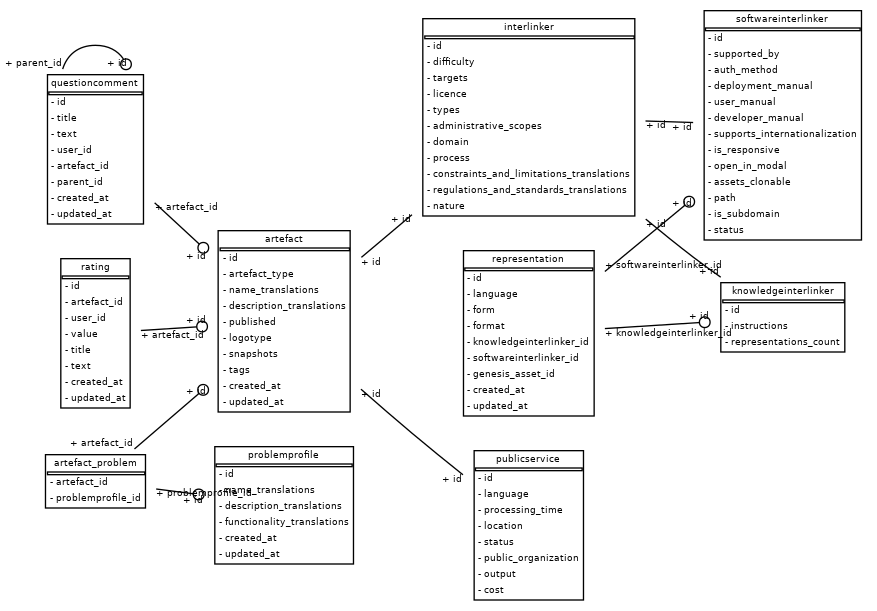 + parent_id
+ id
questioncomment
- id
- title
- text
- user_id
- artefact_id
- parent_id
- created_at
- updated_at
+ artefact_id
+ id
rating
- id
- artefact_id
- user_id
- value
- title
- text
- created_at
- updated_at
+ id
+ artefact_id
+ id
+ artefact_id
artefact_problem
- artefact_id
- problemprofile_id
+ problemprofile_id
+ id
artefact
- id
- artefact_type
- name_translations
- description_translations
- published
- logotype
- snapshots
- tags
- created_at
- updated_at
problemprofile
- id
- name_translations
- description_translations
- functionality_translations
- created_at
- updated_at
+ id
+ id
+ id
+ id
interlinker
- id
- difficulty
- targets
- licence
- types
- administrative_scopes
- domain
- process
- constraints_and_limitations_translations
- regulations_and_standards_translations
- nature
+ id
+ id
+ id
+ id
+ softwareinterlinker_id
+ id
+ id
+ knowledgeinterlinker_id
representation
- id
- language
- form
- format
- knowledgeinterlinker_id
- softwareinterlinker_id
- genesis_asset_id
- created_at
- updated_at
publicservice
- id
- language
- processing_time
- location
- status
- public_organization
- output
- cost
softwareinterlinker
- id
- supported_by
- auth_method
- deployment_manual
- user_manual
- developer_manual
- supports_internationalization
- is_responsive
- open_in_modal
- assets_clonable
- path
- is_subdomain
- status
knowledgeinterlinker
- id
- instructions
- representations_count